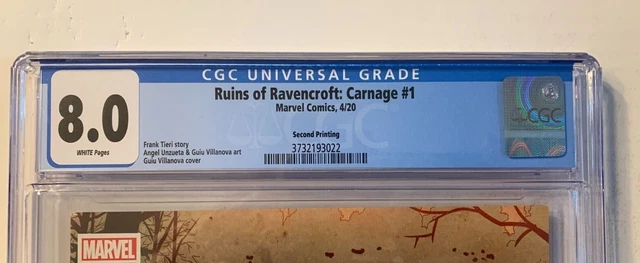 CGC UNIVERSAL GRADE
8.0
WHITE Pages
Ruins of Ravencroft: Carnage #1
Marvel Comics, 4/20
Second Printing
Frank Tieri story
Angel Unzueta & Guiu Villanova art
Guiu Villanova cover
3732193022
CGC
CGC
MARVEL